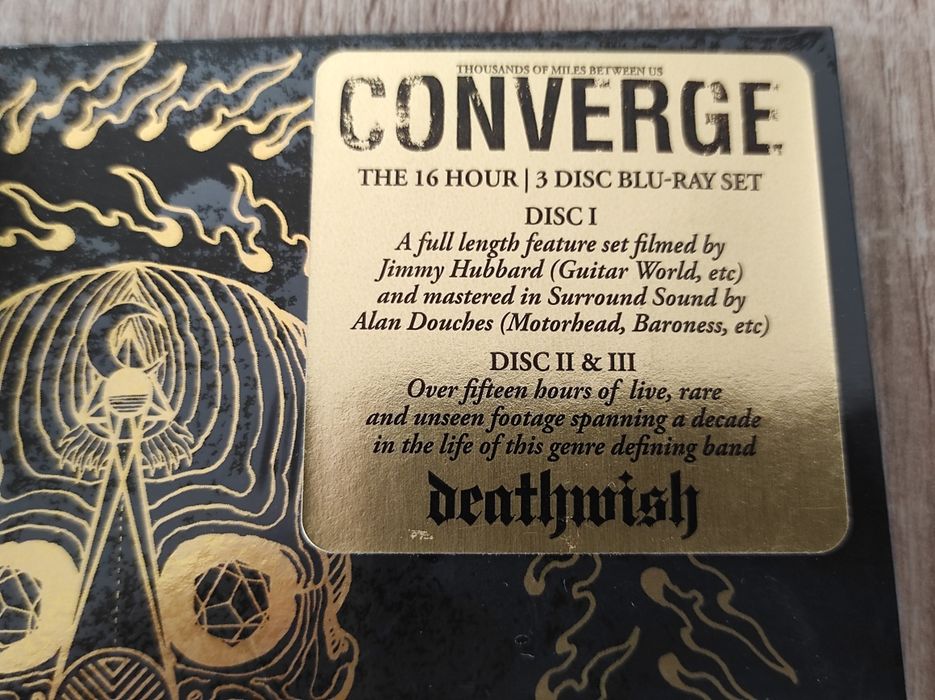 THOUSANDS OF MILES BETWEEN US
CONVERGE
THE 16 HOUR | 3 DISC BLU-RAY SET
DISC I
A full length feature set filmed by
Jimmy Hubbard (Guitar World, etc)
and mastered in Surround Sound by
Alan Douches (Motorhead, Baroness, etc)
DISC II & III
Over fifteen hours of live, rare
and unseen footage spanning a decade
in the life of this genre defining band
deathwish